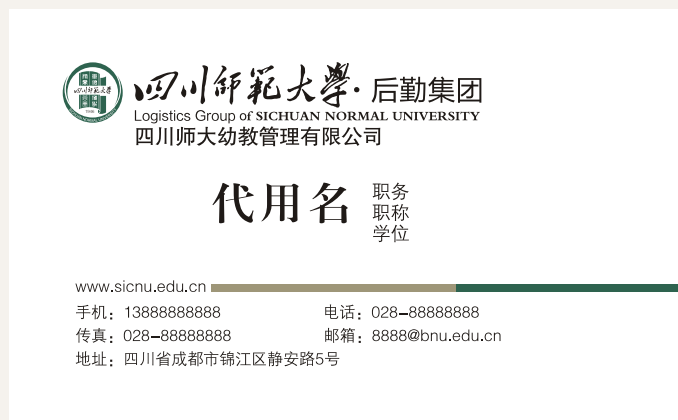 四川師範大學·后勤集团
Logistics Group of SICHUAN NORMAL UNIVERSITY
四川师大幼教管理有限公司
代用名
职务
职称
学位
www.sicnu.edu.cn
手机：13888888888 电话：028-88888888
传真：028-88888888 邮箱：8888@bnu.edu.cn
地址：四川省成都市锦江区静安路5号